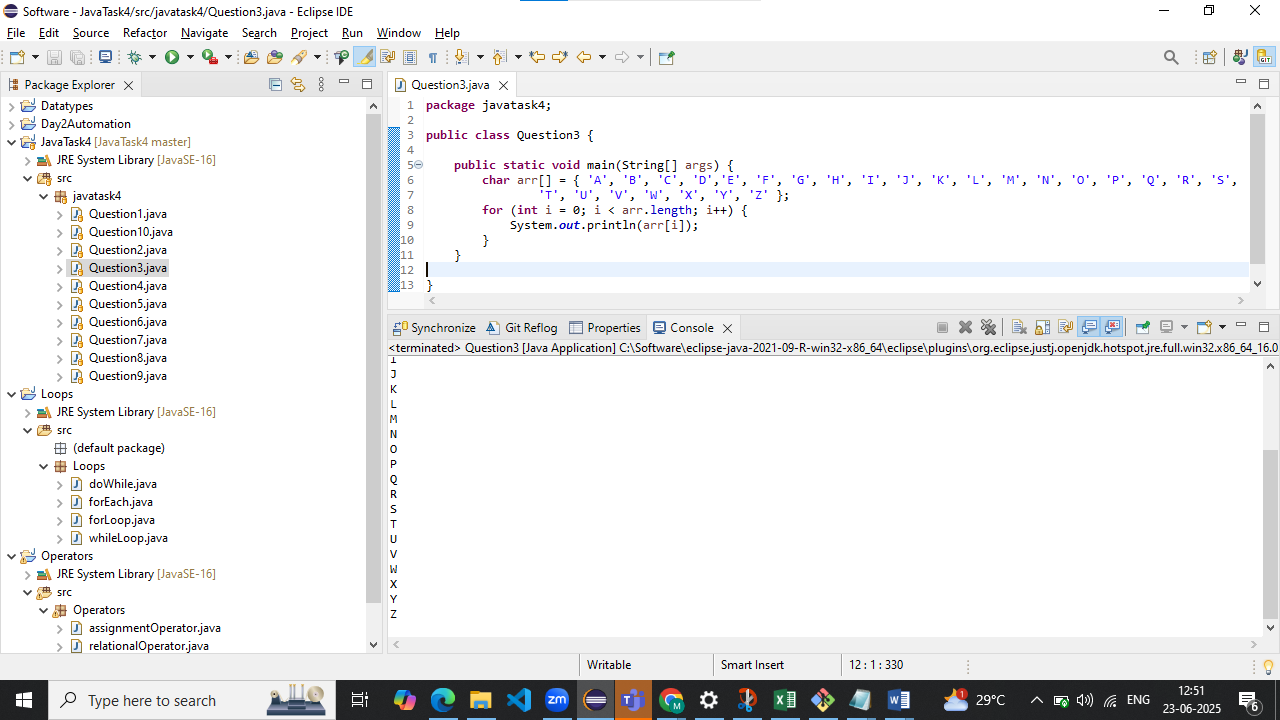 Software - JavaTask4/src/javatask4/Question3.java - Eclipse IDE
File Edit Source Refactor Navigate Search Project Run Window Help
Package Explorer
Datatypes
Day2Automation
JavaTask4 [JavaTask4 master]
JRE System Library [JavaSE-16]
src
javatask4
Question1.java
Question10.java
Question2.java
Question3.java
Question4.java
Question5.java
Question6.java
Question7.java
Question8.java
Question9.java
Loops
JRE System Library [JavaSE-16]
src
(default package)
Loops
doWhile.java
forEach.java
forLoop.java
whileLoop.java
Operators
JRE System Library [JavaSE-16]
src
Operators
assignmentOperator.java
relationalOperator.java
Question3.java
1 package javatask4;
2
3 public class Question3 {
4
5 public static void main(String[] args) {
6 char arr[] = { 'A', 'B', 'C', 'D','E', 'F', 'G', 'H', 'I', 'J', 'K', 'L', 'M', 'N', 'O', 'P', 'Q', 'R', 'S',
7 'T', 'U', 'V', 'W', 'X', 'Y', 'Z' };
8 for (int i = 0; i < arr.length; i++) {
9 System.out.println(arr[i]);
10 }
11 }
12
13 }
Synchronize Git Reflog Properties Console
<terminated> Question3 [Java Application] C:\Software\eclipse-java-2021-09-R-win32-x86_64\eclipse\plugins\org.eclipse.justj.openjdk.hotspot.jre.full.win32.x86_64_16.0
I
J
K
L
M
N
O
P
Q
R
S
T
U
V
W
X
Y
Z
Writable Smart Insert 12 : 1 : 330
Type here to search
zm
1
29°C
ENG
12:51
23-06-2025
6